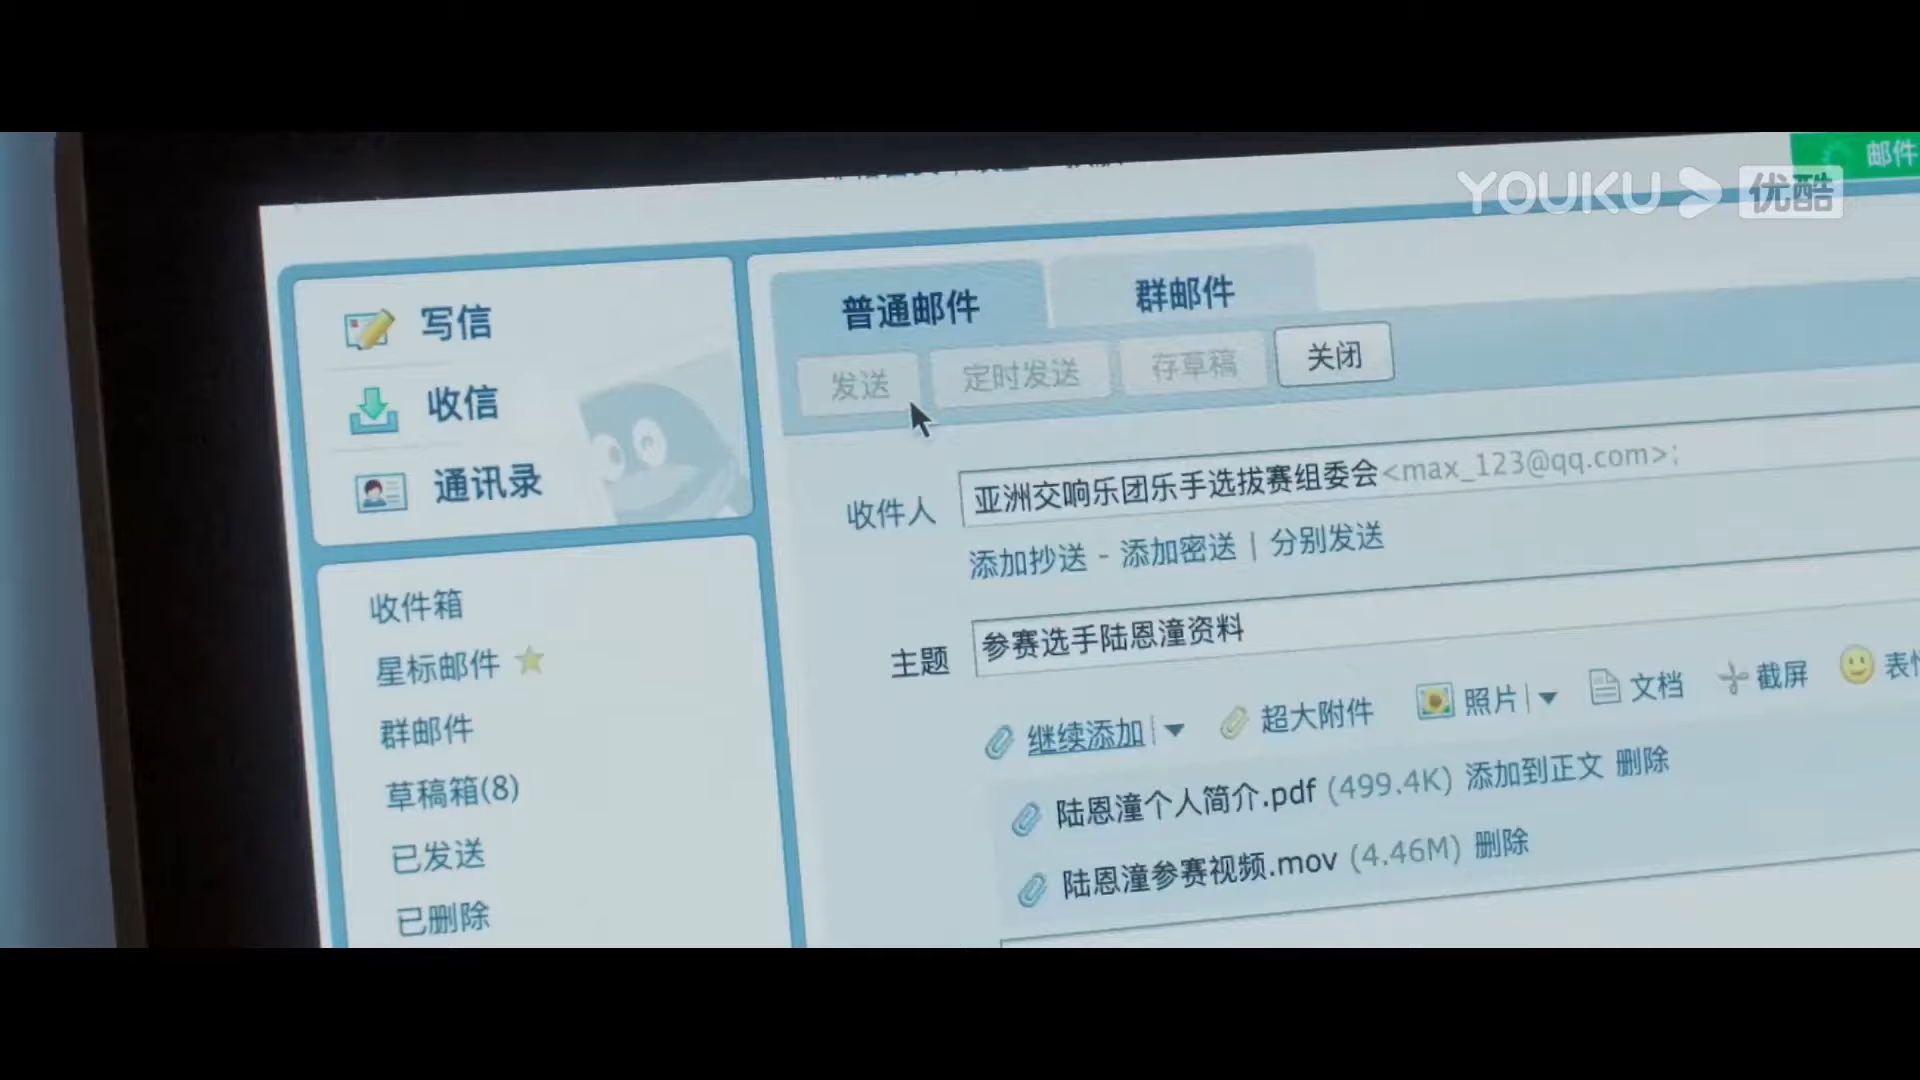 邮件
YOUKU 优酷
写信
收信
通讯录
收件箱
星标邮件
群邮件
草稿箱(8)
已发送
已删除
普通邮件 群邮件
发送 定时发送 存草稿 关闭
收件人 亚洲交响乐团乐手选拔赛组委会<max_123@qq.com>;
添加抄送 - 添加密送 | 分别发送
主题 参赛选手陆恩潼资料
继续添加 | 超大附件 照片 | 文档 截屏 表情
陆恩潼个人简介.pdf (499.4K) 添加到正文 删除
陆恩潼参赛视频.mov (4.46M) 删除